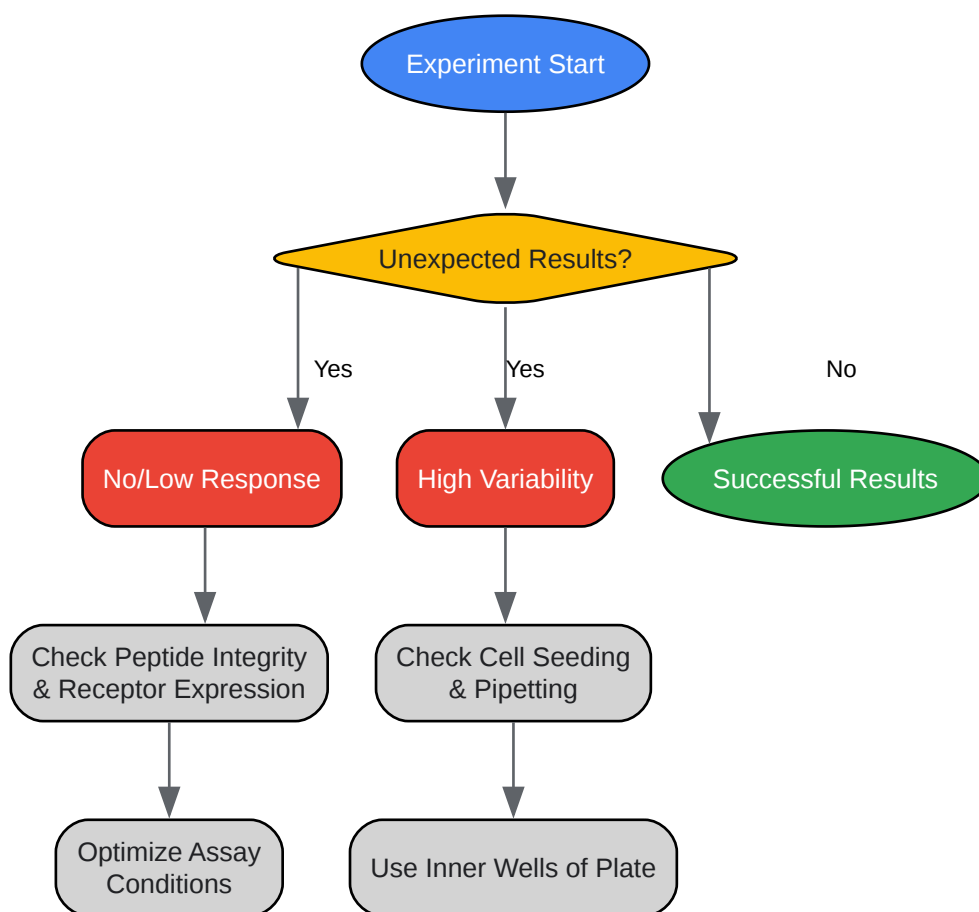 Experiment Start
Unexpected Results?
Yes
Yes
No
No/Low Response
High Variability
Successful Results
Check Peptide Integrity
& Receptor Expression
Check Cell Seeding
& Pipetting
Optimize Assay
Conditions
Use Inner Wells of Plate